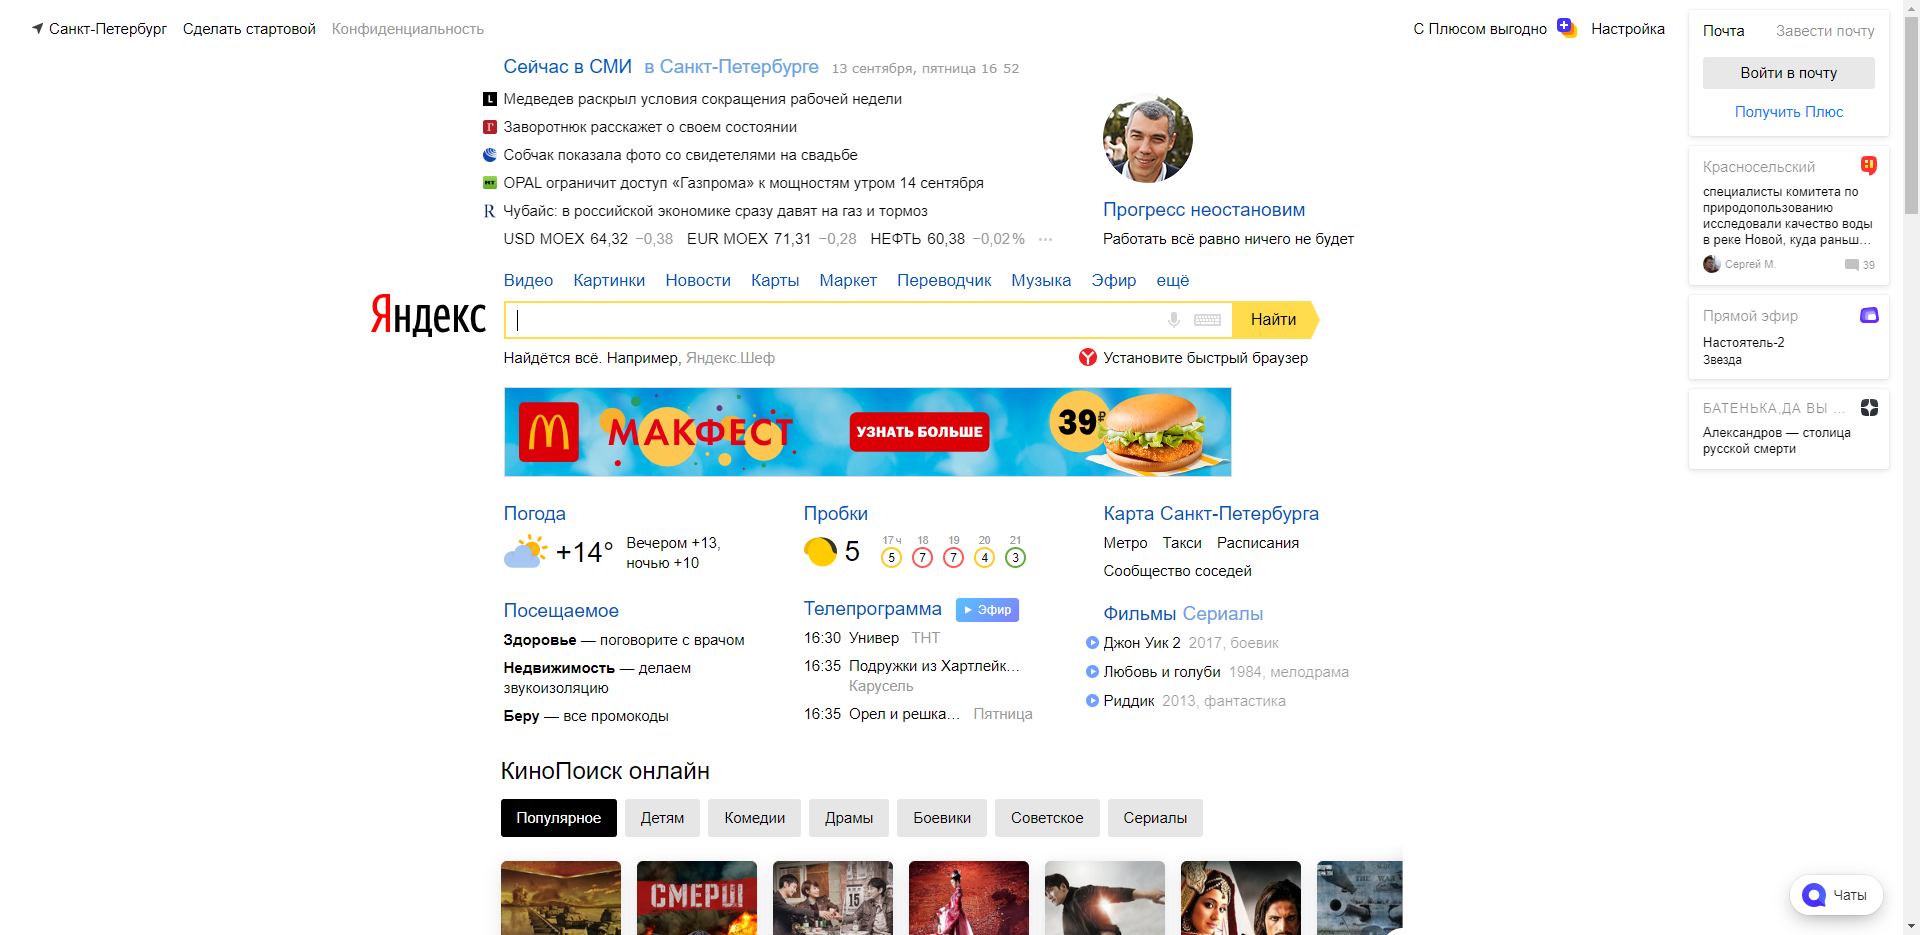 Санкт-Петербург Сделать стартовой Конфиденциальность
С Плюсом выгодно Настройка
Почта Завести почту
Войти в почту
Получить Плюс
Сейчас в СМИ в Санкт-Петербурге 13 сентября, пятница 16 52
Медведев раскрыл условия сокращения рабочей недели
Заворотнюк расскажет о своем состоянии
Собчак показала фото со свидетелями на свадьбе
OPAL ограничит доступ «Газпрома» к мощностям утром 14 сентября
Чубайс: в российской экономике сразу давят на газ и тормоз
USD MOEX 64,32 −0,38 EUR MOEX 71,31 −0,28 НЕФТЬ 60,38 −0,02% ···
Прогресс неостановим
Работать всё равно ничего не будет
Красносельский
специалисты комитета по
природопользованию
исследовали качество воды
в реке Новой, куда раньш...
Сергей М. 39
Прямой эфир
Настоятель-2
Звезда
БАТЕНЬКА,ДА ВЫ ...
Александров — столица
русской смерти
Видео Картинки Новости Карты Маркет Переводчик Музыка Эфир ещё
Яндекс
Найти
Найдётся всё. Например, Яндекс.Шеф
Установите быстрый браузер
МАКФЕСТ
УЗНАТЬ БОЛЬШЕ
39₽
Погода
+14°
Вечером +13,
ночью +10
Пробки
5
17 ч 18 19 20 21
5 7 7 4 3
Карта Санкт-Петербурга
Метро Такси Расписания
Сообщество соседей
Посещаемое
Здоровье — поговорите с врачом
Недвижимость — делаем
звукоизоляцию
Беру — все промокоды
Телепрограмма Эфир
16:30 Универ ТНТ
16:35 Подружки из Хартлейк...
Карусель
16:35 Орел и решка... Пятница
Фильмы Сериалы
Джон Уик 2 2017, боевик
Любовь и голуби 1984, мелодрама
Риддик 2013, фантастика
КиноПоиск онлайн
Популярное Детям Комедии Драмы Боевики Советское Сериалы
СМЕРШ
15
Чаты